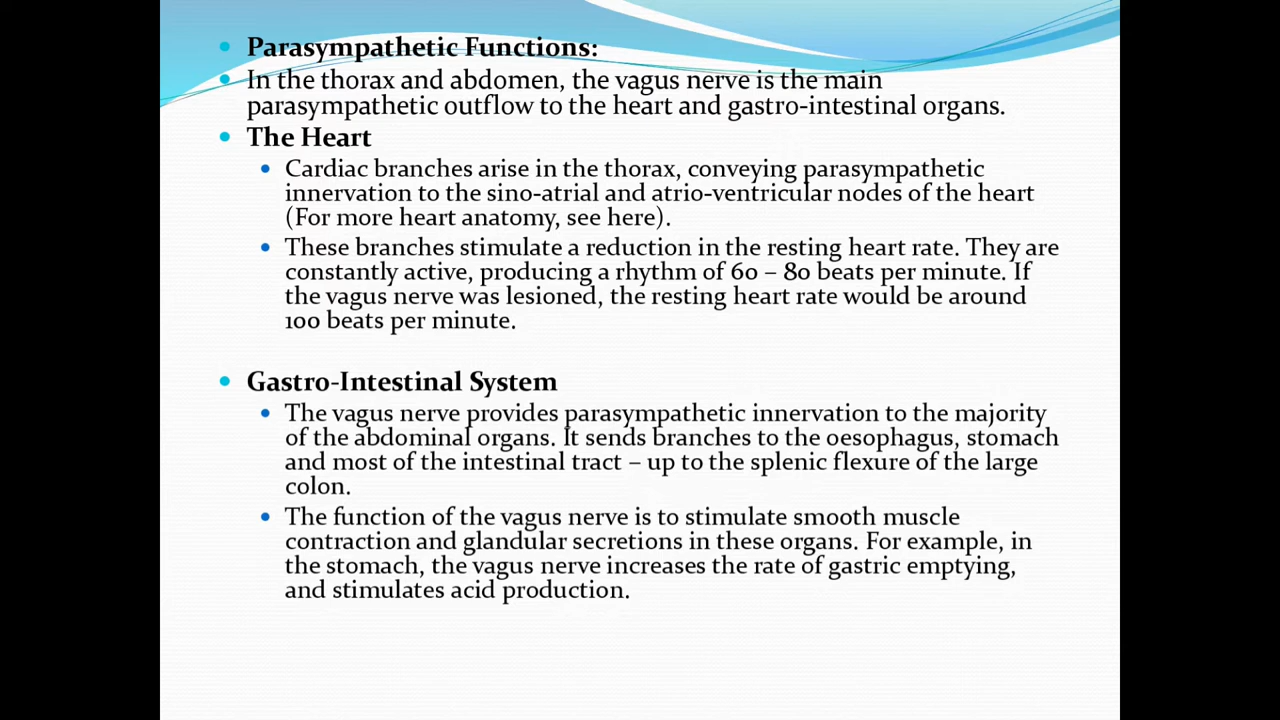 Parasympathetic Functions:
In the thorax and abdomen, the vagus nerve is the main
parasympathetic outflow to the heart and gastro-intestinal organs.
The Heart
Cardiac branches arise in the thorax, conveying parasympathetic
innervation to the sino-atrial and atrio-ventricular nodes of the heart
(For more heart anatomy, see here).
These branches stimulate a reduction in the resting heart rate. They are
constantly active, producing a rhythm of 60 – 80 beats per minute. If
the vagus nerve was lesioned, the resting heart rate would be around
100 beats per minute.
Gastro-Intestinal System
The vagus nerve provides parasympathetic innervation to the majority
of the abdominal organs. It sends branches to the oesophagus, stomach
and most of the intestinal tract – up to the splenic flexure of the large
colon.
The function of the vagus nerve is to stimulate smooth muscle
contraction and glandular secretions in these organs. For example, in
the stomach, the vagus nerve increases the rate of gastric emptying,
and stimulates acid production.